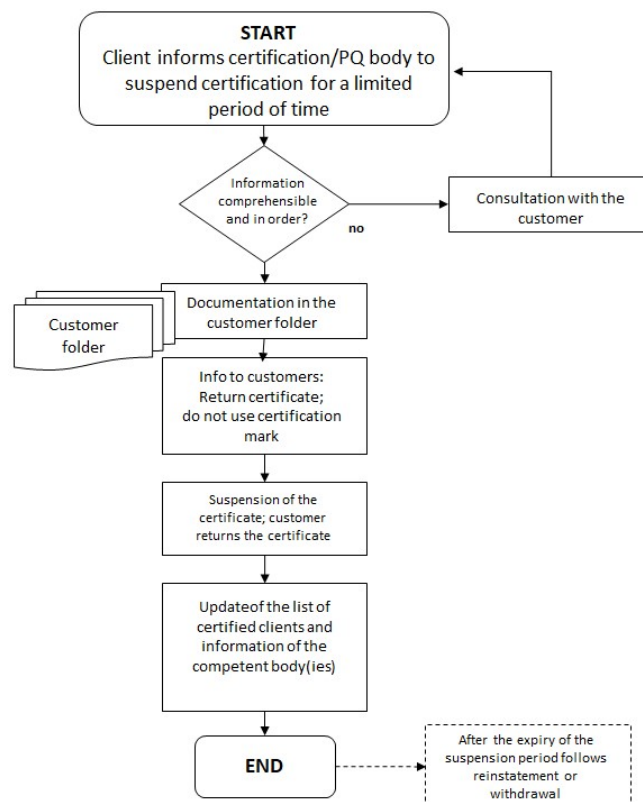 START
Client informs certification/PQ body to
suspend certification for a limited
period of time
Information
comprehensible
and in order?
no
Consultation with the
customer
Documentation in the
customer folder
Customer
folder
Info to customers:
Return certificate;
do not use certification
mark
Suspension of the
certificate; customer
returns the certificate
Updateof the list of
certified clients and
information of the
competent body(ies)
END
After the expiry of the
suspension period follows
reinstatement or
withdrawal